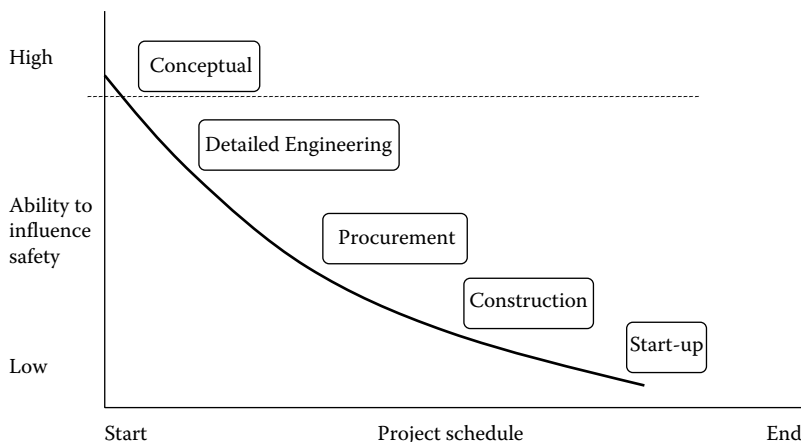 High
Conceptual
Detailed Engineering
Ability to
influence
safety
Procurement
Construction
Start-up
Low
Start
Project schedule
End